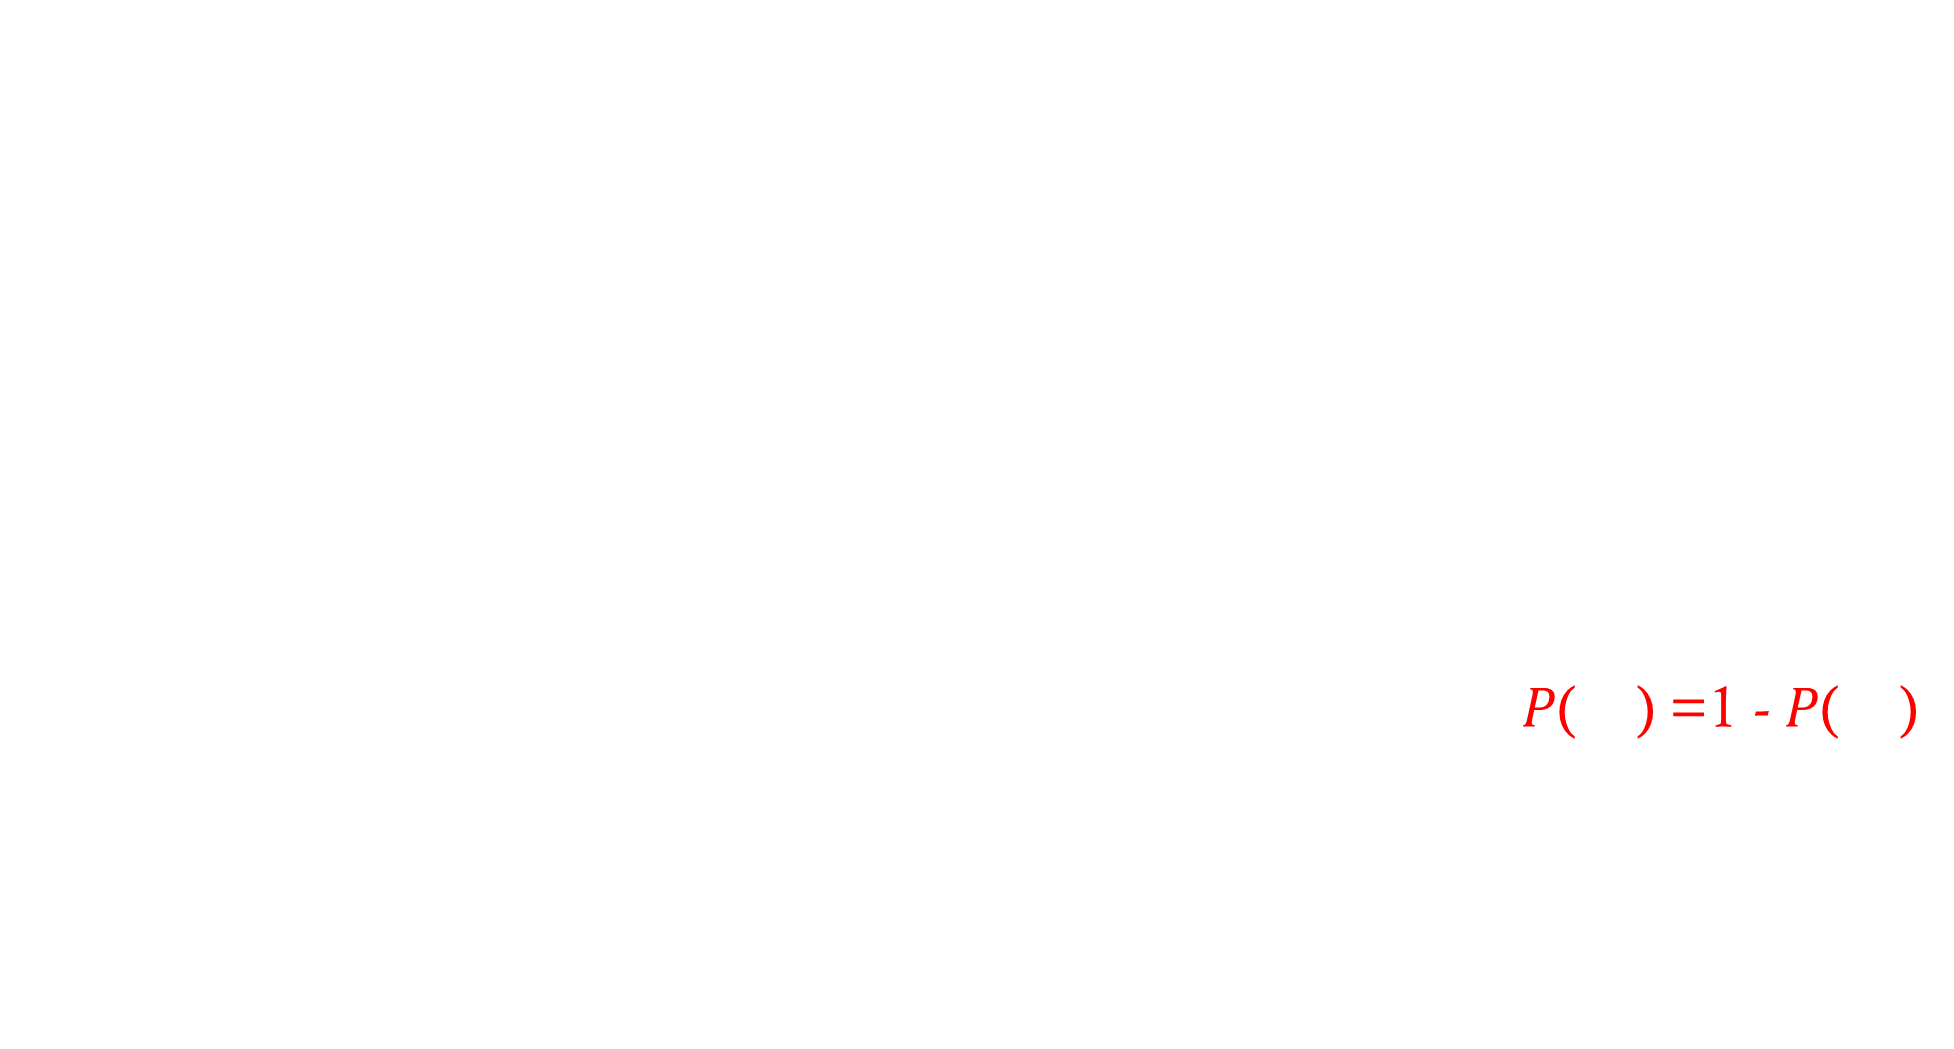 P(   ) =1 - P(   )